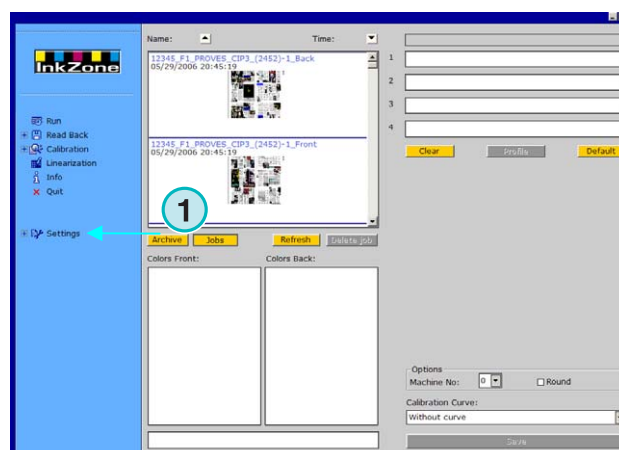 InkZone
Run
Read Back
Calibration
Linearization
Info
Quit
Settings
1
Name:
Time:
12345_F1_PROVES_CIP3_(2452)-1_Back
05/29/2006 20:45:19
12345_F1_PROVES_CIP3_(2452)-1_Front
05/29/2006 20:45:19
Archive
Jobs
Refresh
Delete job
Colors Front:
Colors Back:
1
2
3
4
Clear
Profile
Default
Options
Machine No:
0
Round
Calibration Curve:
Without curve
Save